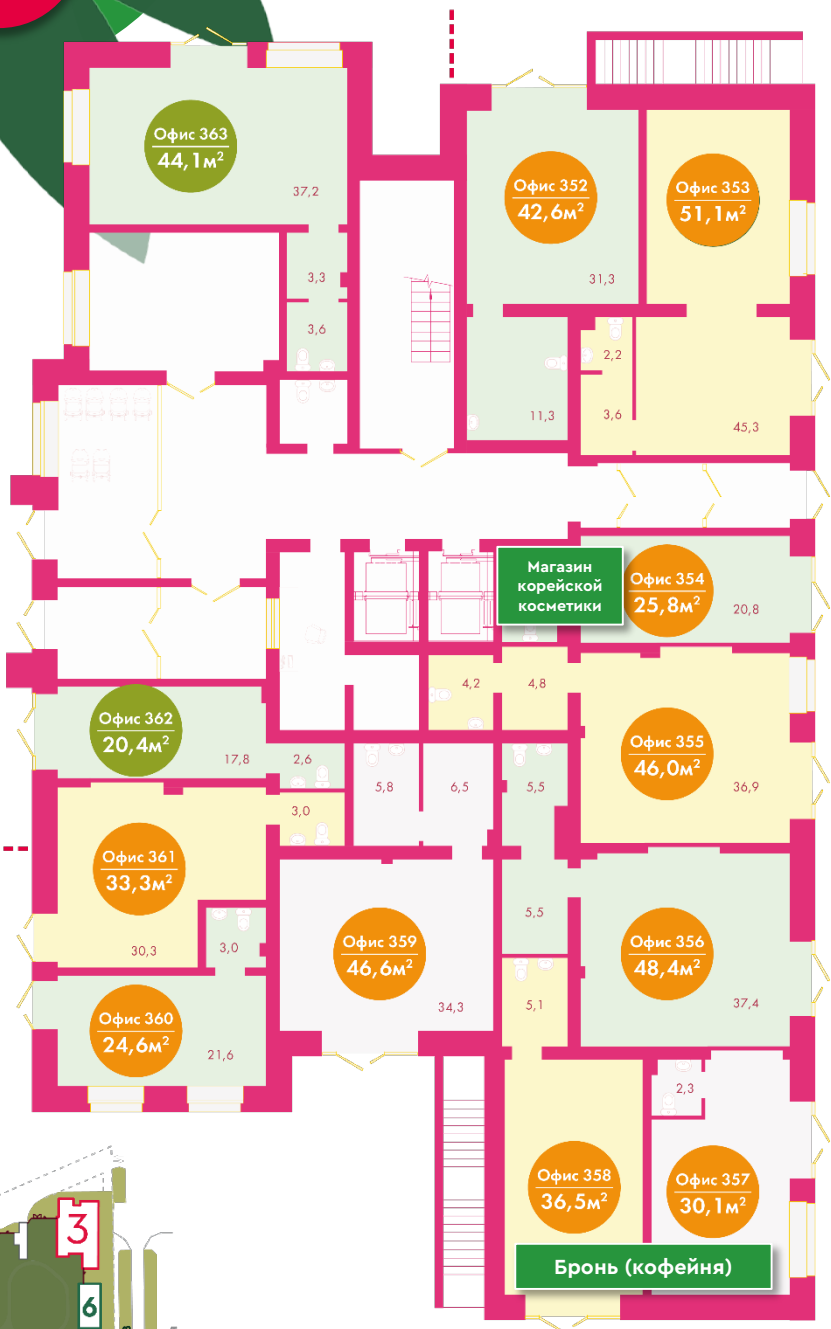 Офис 363
44,1м²
37,2
3,3
3,6
Офис 352
42,6м²
31,3
11,3
Офис 353
51,1м²
2,2
3,6
45,3
Магазин
корейской
косметики
Офис 354
25,8м²
20,8
4,2
4,8
Офис 355
46,0м²
36,9
Офис 362
20,4м²
17,8
2,6
5,8
6,5
5,5
5,5
3,0
Офис 361
33,3м²
30,3
3,0
Офис 359
46,6м²
34,3
Офис 356
48,4м²
37,4
Офис 360
24,6м²
21,6
5,1
2,3
Офис 358
36,5м²
Офис 357
30,1м²
Бронь (кофейня)
3
6